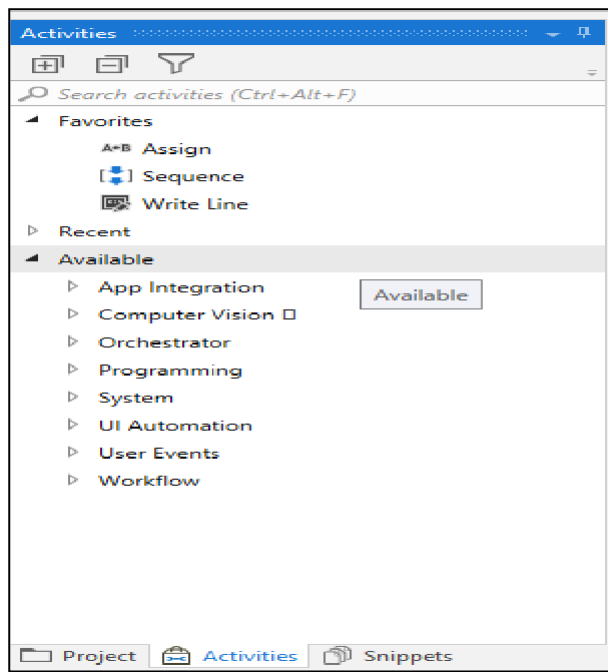 Activities
Search activities (Ctrl+Alt+F)
Favorites
A+B Assign
Sequence
Write Line
Recent
Available
App Integration
Available
Computer Vision
Orchestrator
Programming
System
UI Automation
User Events
Workflow
Project Activities Snippets